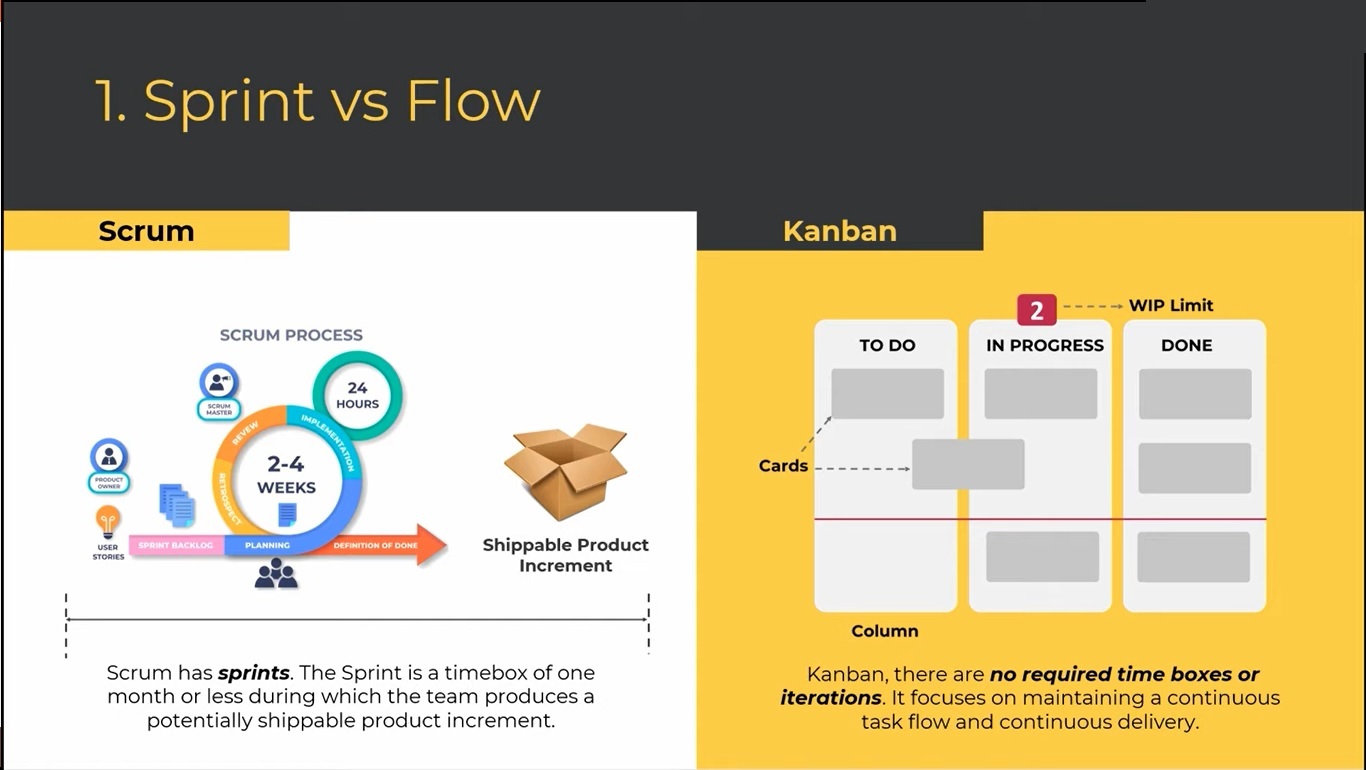 1. Sprint vs Flow
Scrum
SCRUM PROCESS
SCRUM
MASTER
24
HOURS
REVIEW
IMPLEMENTATION
RETROSPECT
2-4
WEEKS
PRODUCT
OWNER
USER
STORIES
SPRINT BACKLOG
PLANNING
DEFINITION OF DONE
Shippable Product
Increment
Scrum has sprints. The Sprint is a timebox of one
month or less during which the team produces a
potentially shippable product increment.
Kanban
2
WIP Limit
TO DO
IN PROGRESS
DONE
Cards
Column
Kanban, there are no required time boxes or
iterations. It focuses on maintaining a continuous
task flow and continuous delivery.